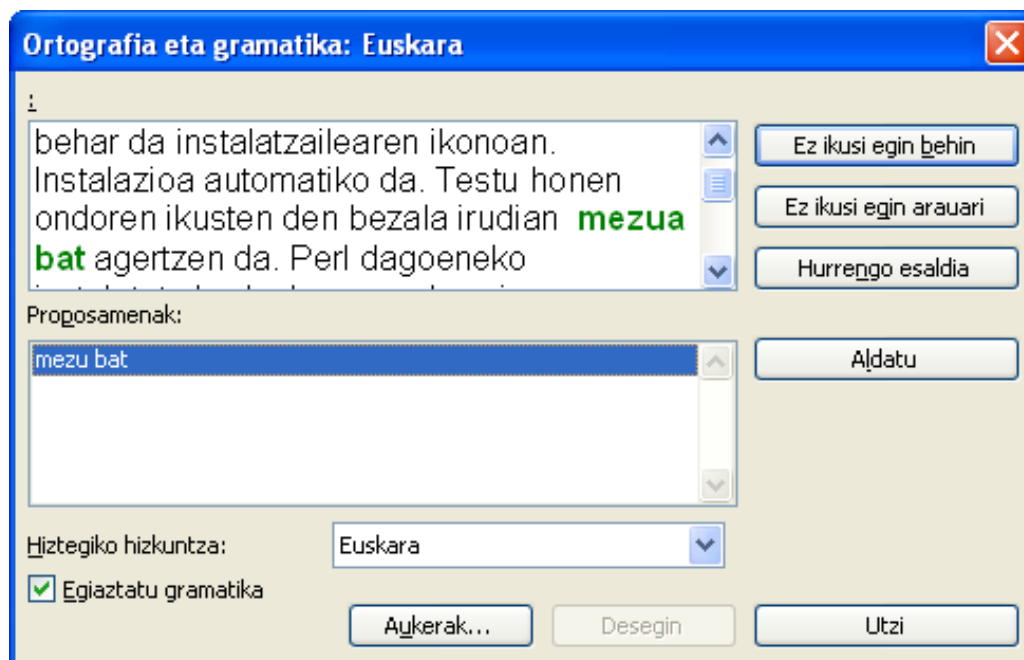 Ortografia eta gramatika: Euskara
:
behar da instalatzailearen ikonoan.
Instalazioa automatiko da. Testu honen
ondoren ikusten den bezala irudian mezua
bat agertzen da. Perl dagoeneko
Ez ikusi egin behin
Ez ikusi egin arauari
Hurrengo esaldia
Proposamenak:
mezu bat
Aldatu
Hiztegiko hizkuntza:
Euskara
Egiaztatu gramatika
Aukerak...
Desegin
Utzi